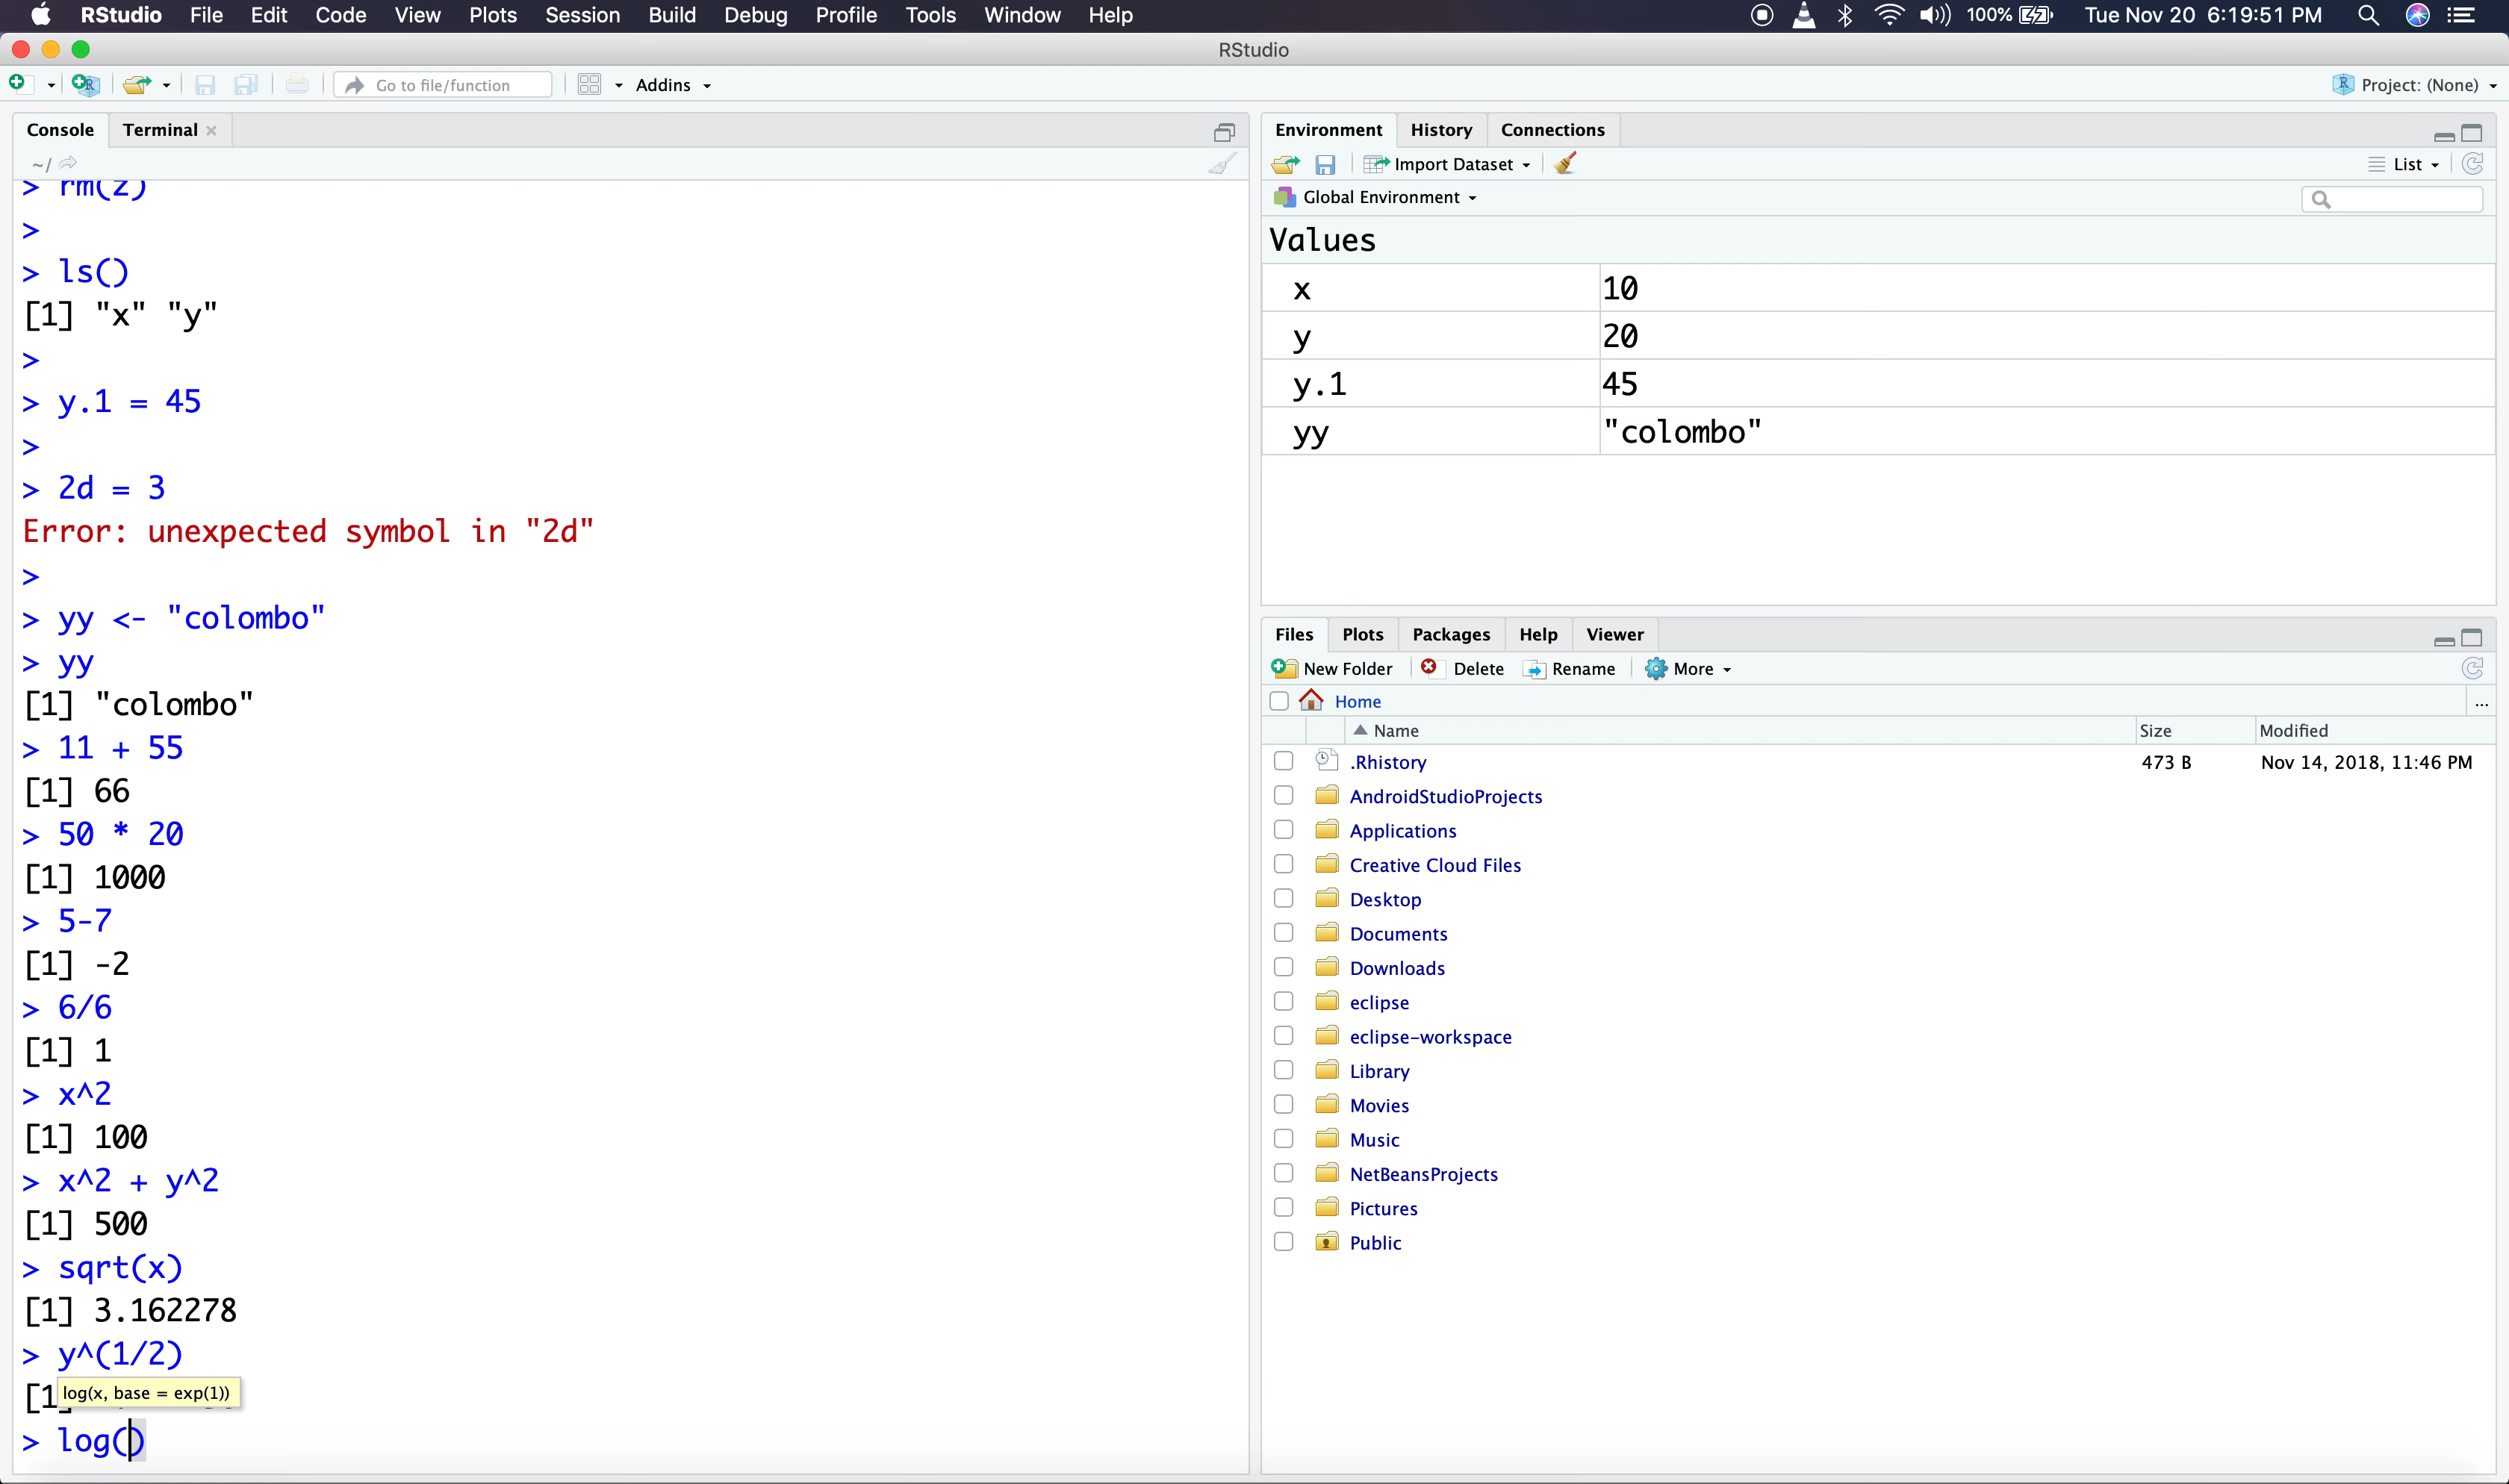 RStudio File Edit Code View Plots Session Build Debug Profile Tools Window Help 100% Tue Nov 20 6:19:51 PM
RStudio
Go to file/function Addins Project: (None)
Console Terminal
~/
> rm(z)
>
> ls()
[1] "x" "y"
>
> y.1 = 45
>
> 2d = 3
Error: unexpected symbol in "2d"
>
> yy <- "colombo"
> yy
[1] "colombo"
> 11 + 55
[1] 66
> 50 * 20
[1] 1000
> 5-7
[1] -2
> 6/6
[1] 1
> x^2
[1] 100
> x^2 + y^2
[1] 500
> sqrt(x)
[1] 3.162278
> y^(1/2)
log(x, base = exp(1))
[1
> log()
Environment History Connections
Import Dataset List
Global Environment
Values
x 10
y 20
y.1 45
yy "colombo"
Files Plots Packages Help Viewer
New Folder Delete Rename More
Home ...
Name Size Modified
.Rhistory 473 B Nov 14, 2018, 11:46 PM
AndroidStudioProjects
Applications
Creative Cloud Files
Desktop
Documents
Downloads
eclipse
eclipse-workspace
Library
Movies
Music
NetBeansProjects
Pictures
Public